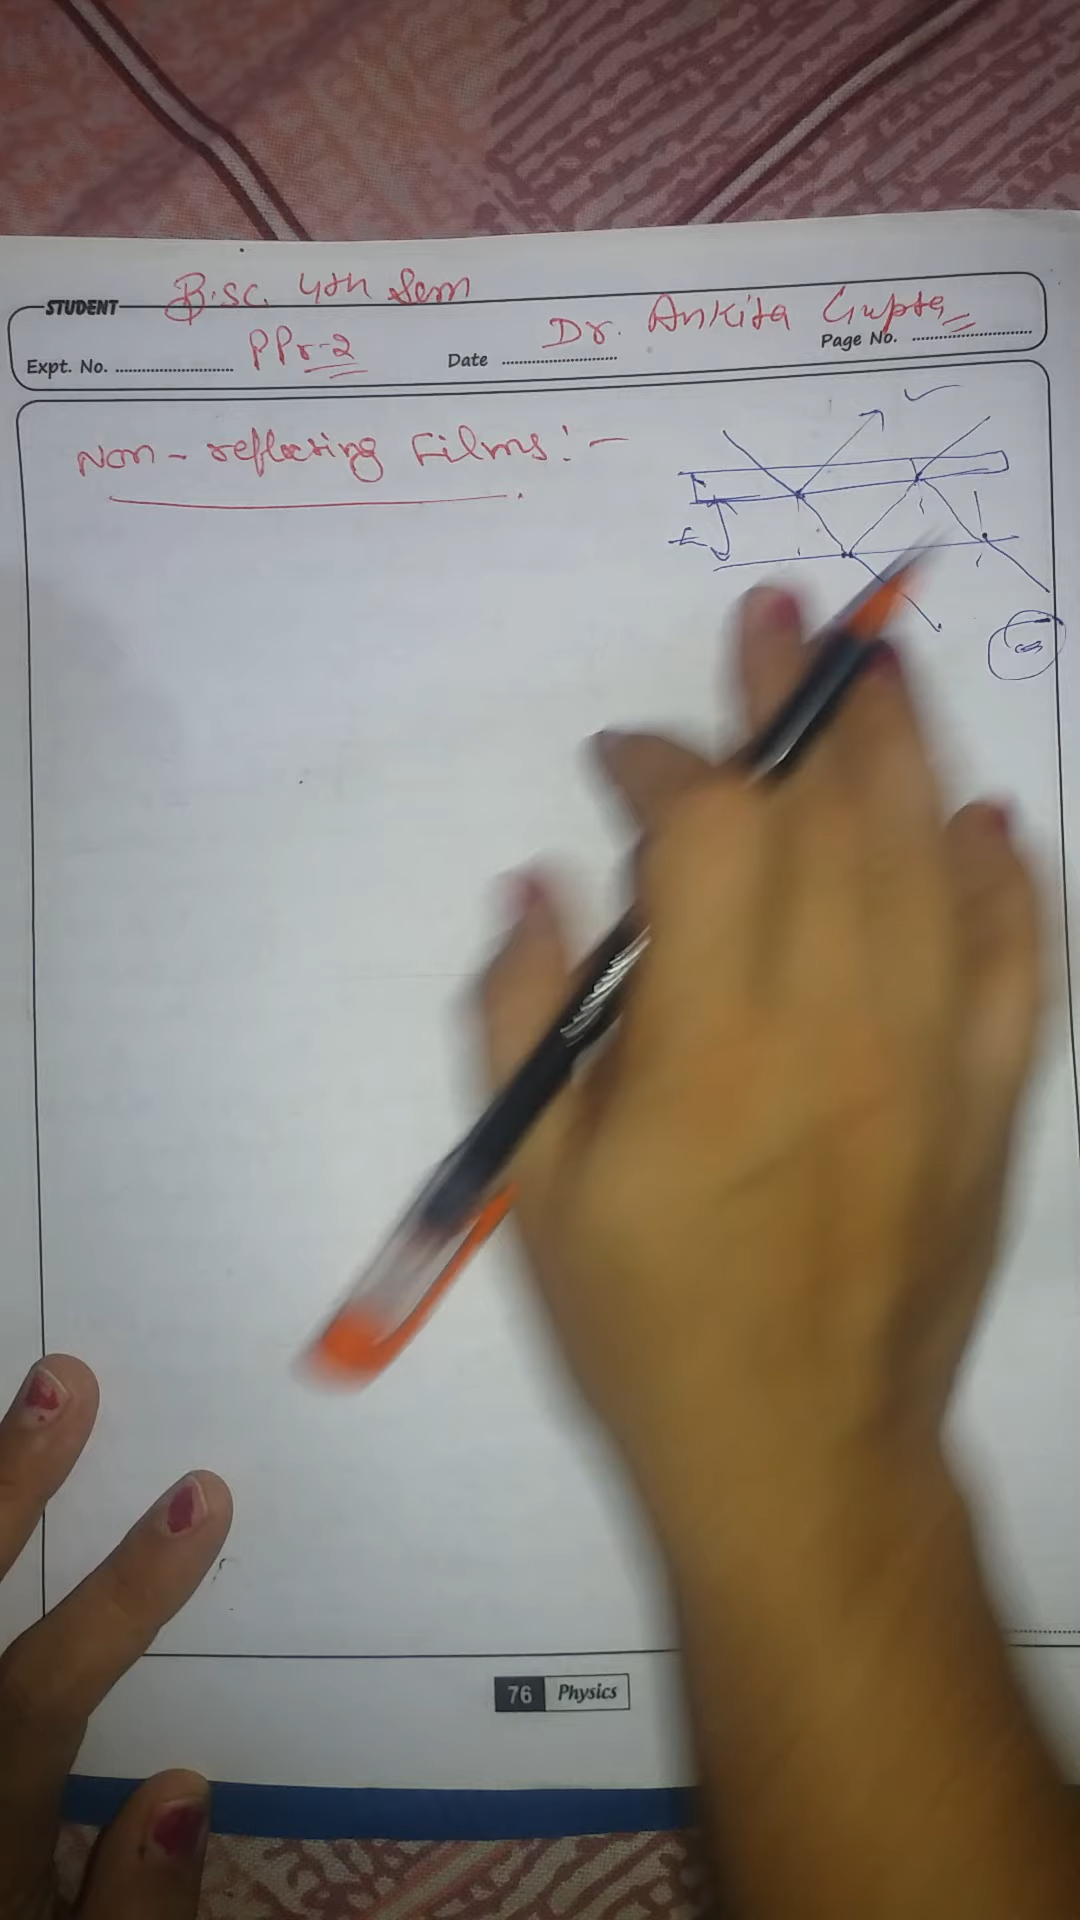 B.sc. 4th Sem
STUDENT
Dr. Ankita Gupta
Expt. No. PPr-2 Date Page No.
Non-reflecting Films:-
t
76 Physics